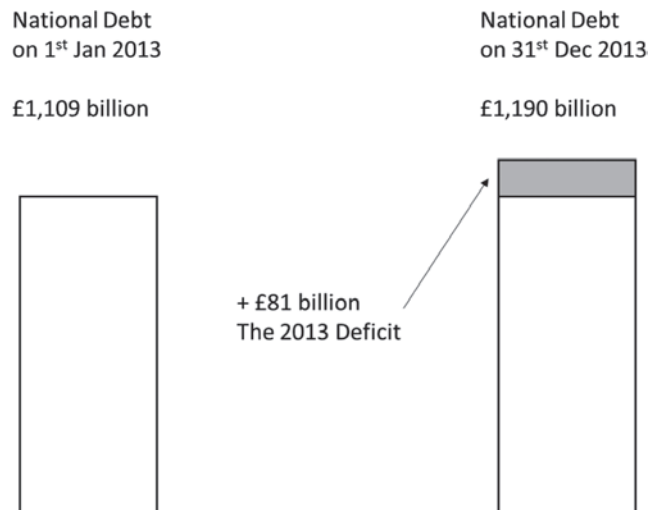 National Debt
on 1st Jan 2013
£1,109 billion
National Debt
on 31st Dec 2013
£1,190 billion
+ £81 billion
The 2013 Deficit